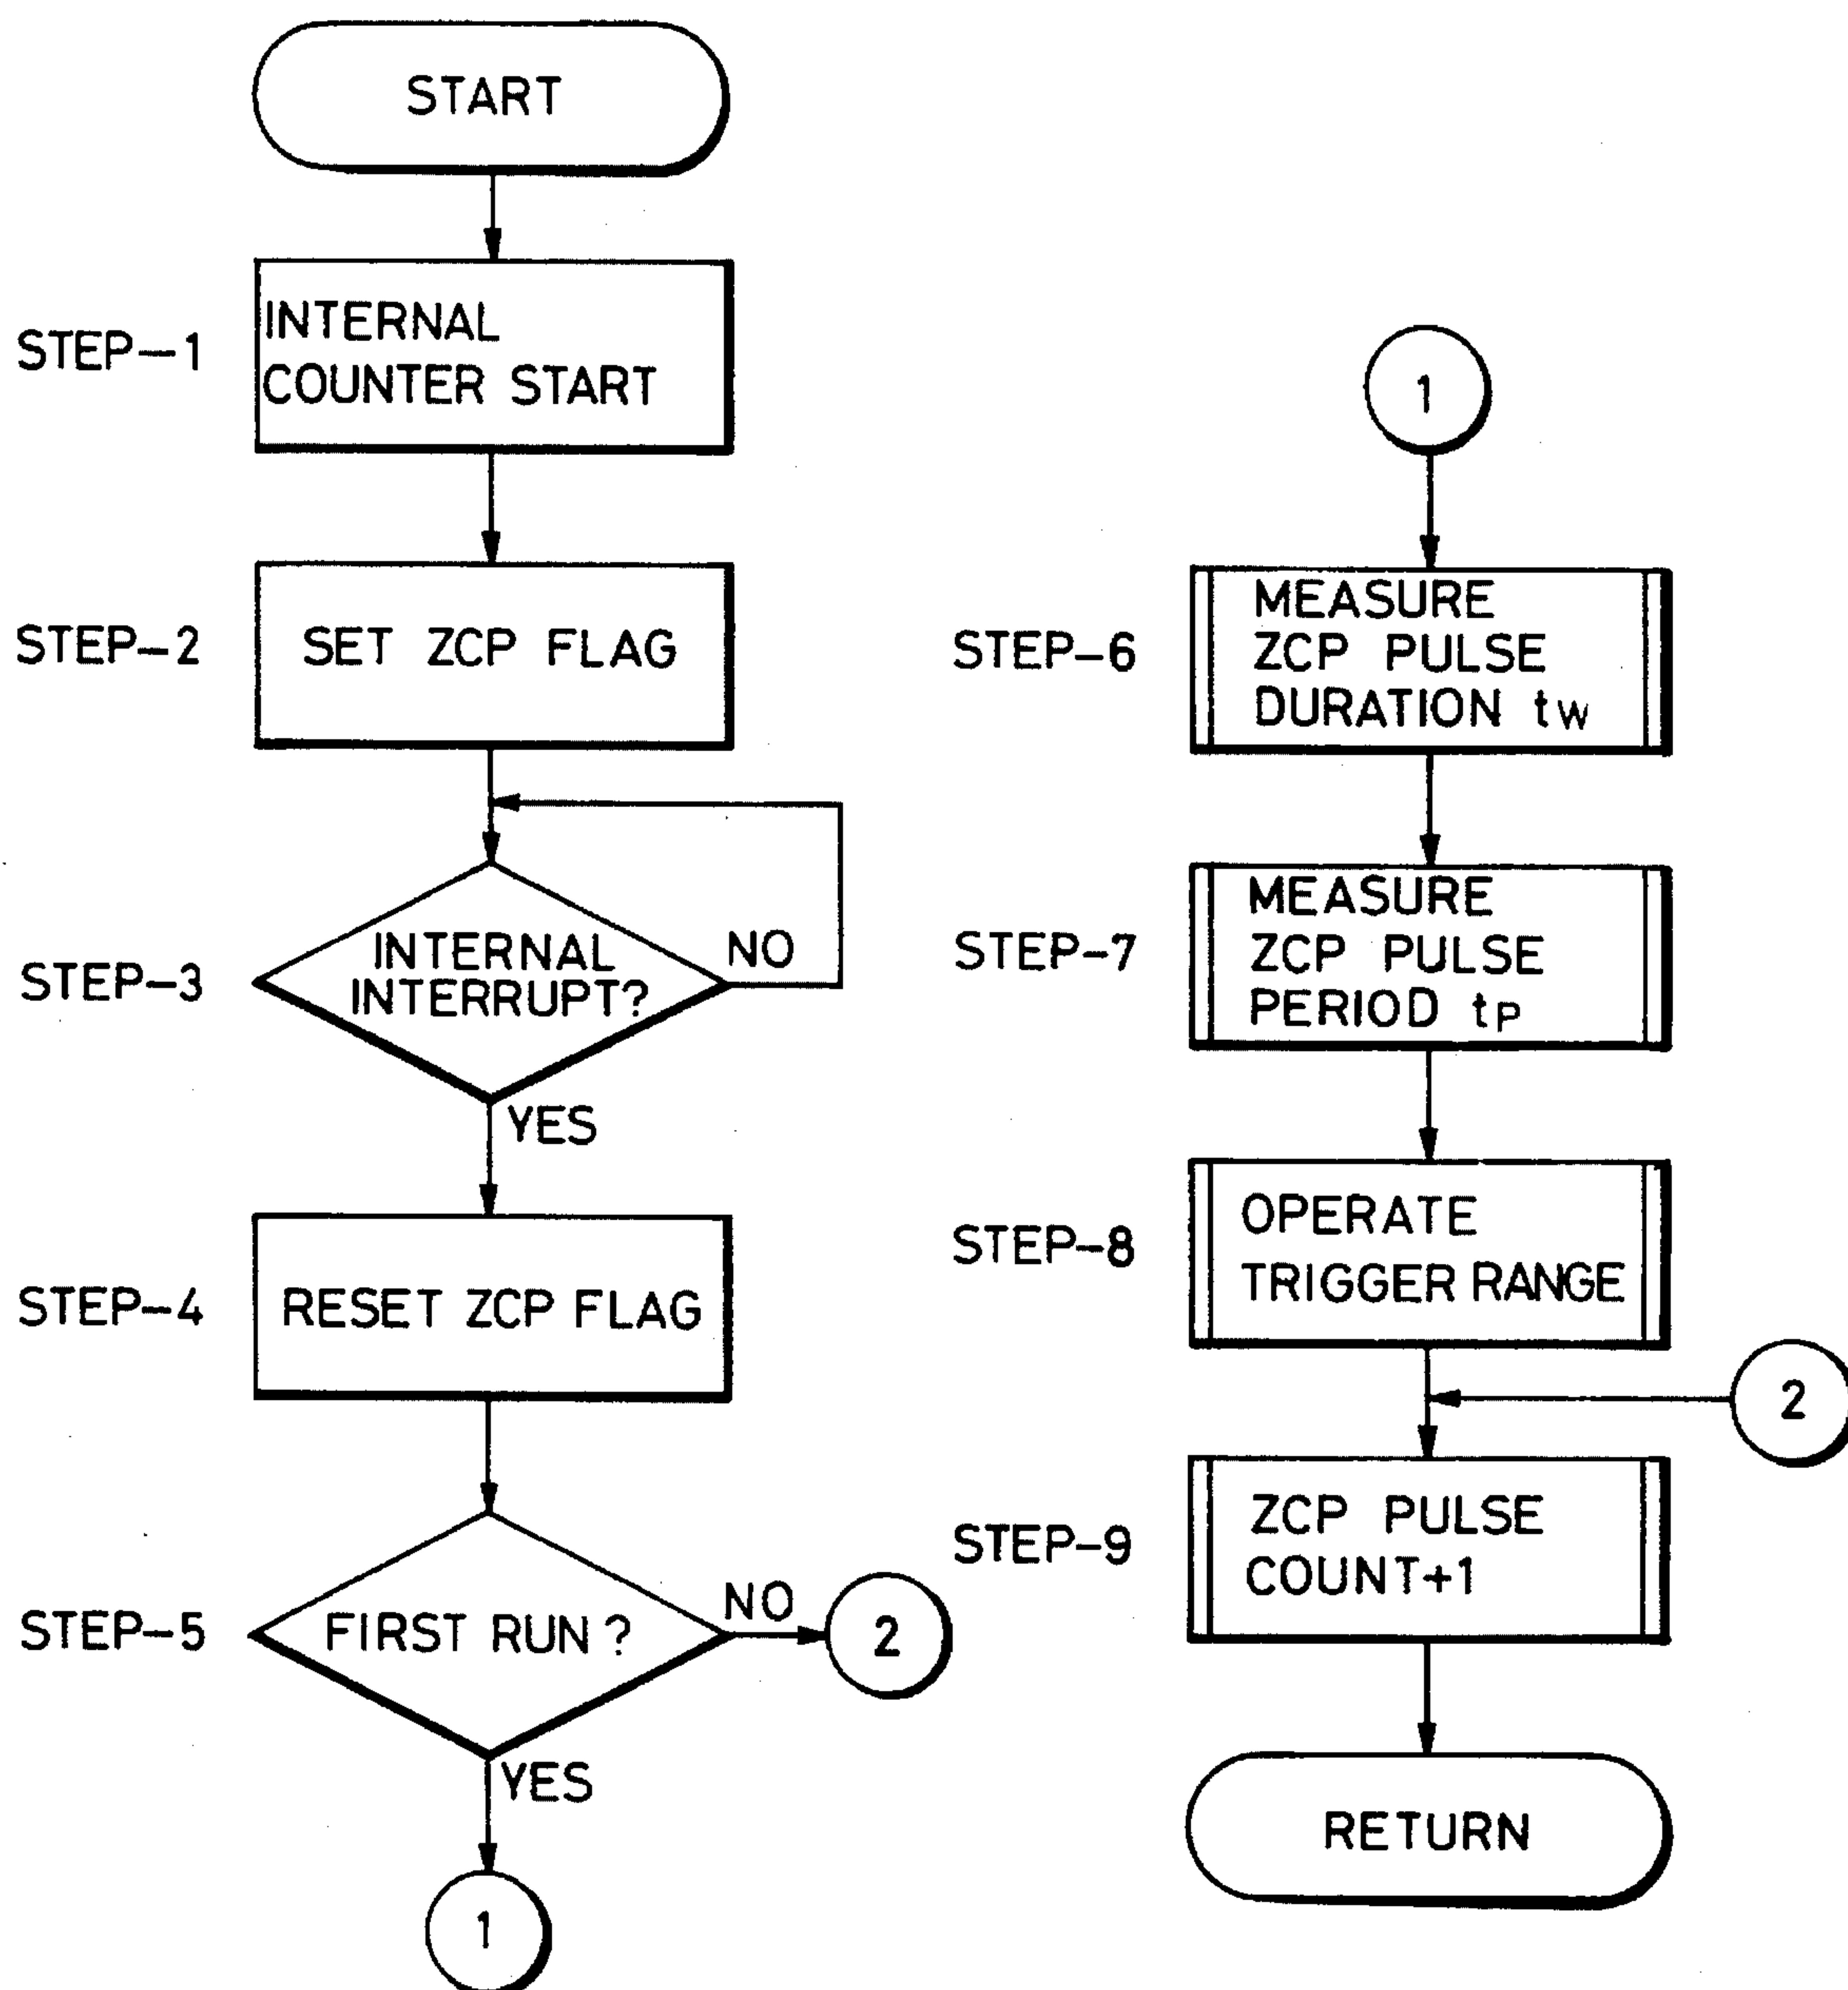 START
STEP-1
INTERNAL
COUNTER START
STEP-2
SET ZCP FLAG
STEP-3
INTERNAL
INTERRUPT?
NO
YES
STEP-4
RESET ZCP FLAG
STEP-5
FIRST RUN ?
NO
2
YES
1
1
STEP-6
MEASURE
ZCP PULSE
DURATION tw
STEP-7
MEASURE
ZCP PULSE
PERIOD tp
STEP-8
OPERATE
TRIGGER RANGE
2
STEP-9
ZCP PULSE
COUNT+1
RETURN